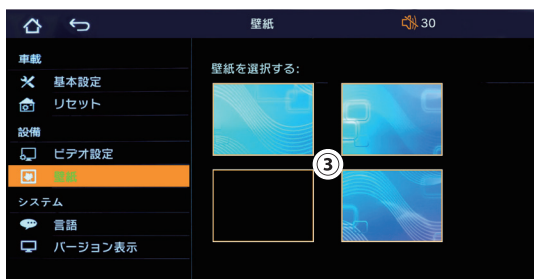 壁紙
30
車載
基本設定
リセット
設備
ビデオ設定
壁紙
システム
言語
バージョン表示
壁紙を選択する:
3